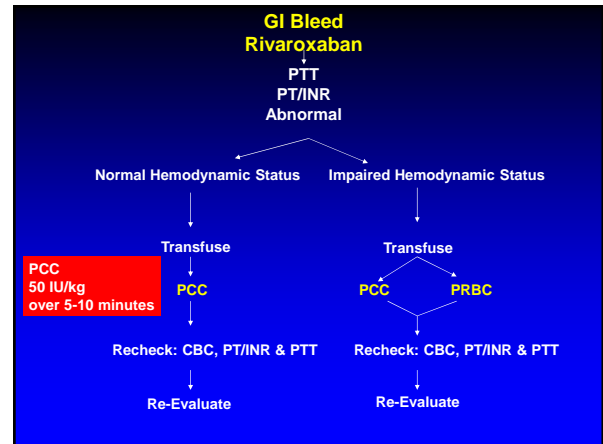 GI Bleed
Rivaroxaban
PTT
PT/INR
Abnormal
Normal Hemodynamic Status
Impaired Hemodynamic Status
Transfuse
Transfuse
PCC
50 IU/kg
over 5-10 minutes
PCC
PCC
PRBC
Recheck: CBC, PT/INR & PTT
Recheck: CBC, PT/INR & PTT
Re-Evaluate
Re-Evaluate